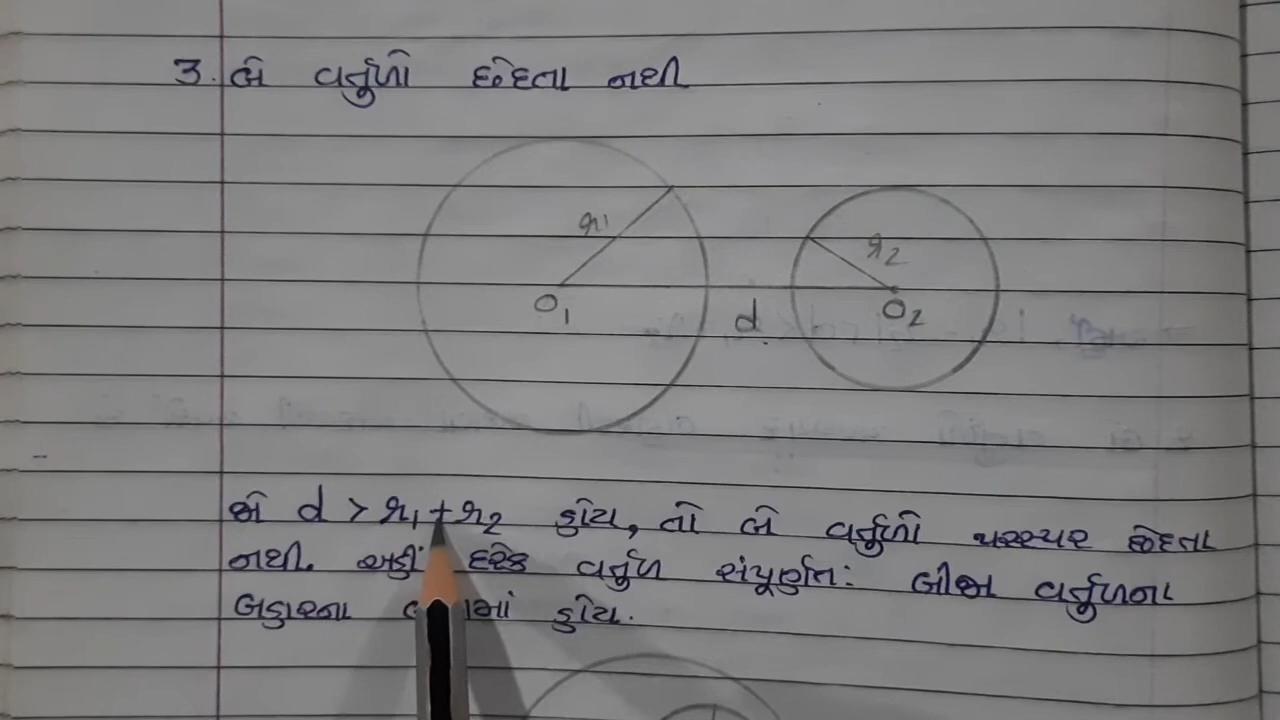 3. બે વર્તુળો છેદતા નથી
r1
r2
O1
d
O2
જો d > r1 + r2 હોય, તો બે વર્તુળો પરસ્પર છેદતા
નથી. અહીં દરેક વર્તુળ સંપૂર્ણતઃ બીજા વર્તુળના
બહારના હોય.